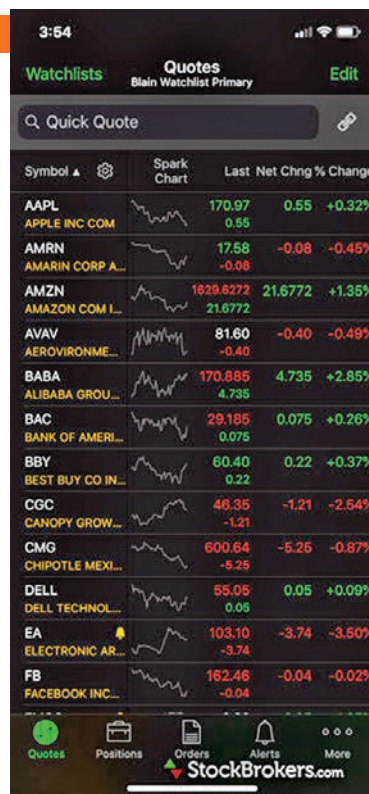 3:54
Watchlists Quotes Edit
Blain Watchlist Primary
Quick Quote
Symbol ▲ Spark Chart Last Net Chng % Change
AAPL 170.97 0.55 +0.32%
APPLE INC COM 0.55
AMRN 17.58 -0.08 -0.45%
AMARIN CORP A... -0.08
AMZN 1629.6272 21.6772 +1.35%
AMAZON COM I... 21.6772
AVAV 81.60 -0.40 -0.49%
AEROVIRONME... -0.40
BABA 170.885 4.735 +2.85%
ALIBABA GROU... 4.735
BAC 29.185 0.075 +0.26%
BANK OF AMERI... 0.075
BBY 60.40 0.22 +0.37%
BEST BUY CO IN... 0.22
CGC 46.35 -1.21 -2.54%
CANOPY GROW... -1.21
CMG 600.64 -5.25 -0.87%
CHIPOTLE MEXI... -5.25
DELL 55.05 0.05 +0.09%
DELL TECHNOL... 0.05
EA 103.10 -3.74 -3.50%
ELECTRONIC AR... -3.74
FB 162.46 -0.04 -0.02%
FACEBOOK INC... -0.04
Quotes Positions Orders Alerts More
StockBrokers.com